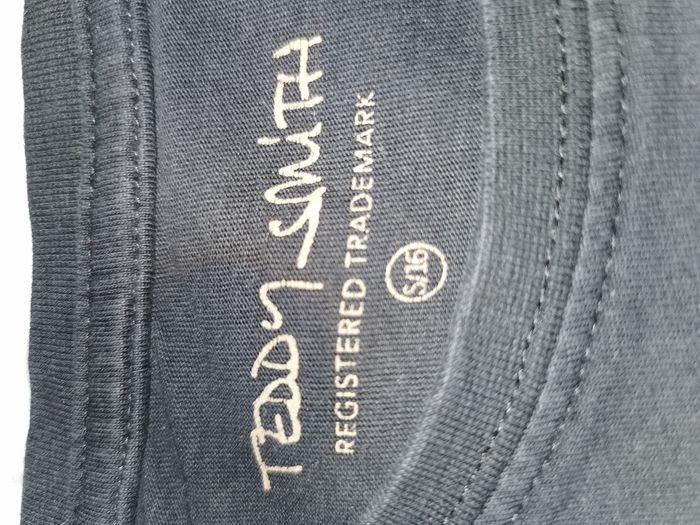 TEDDY SMiTH
REGISTERED TRADEMARK
S/16